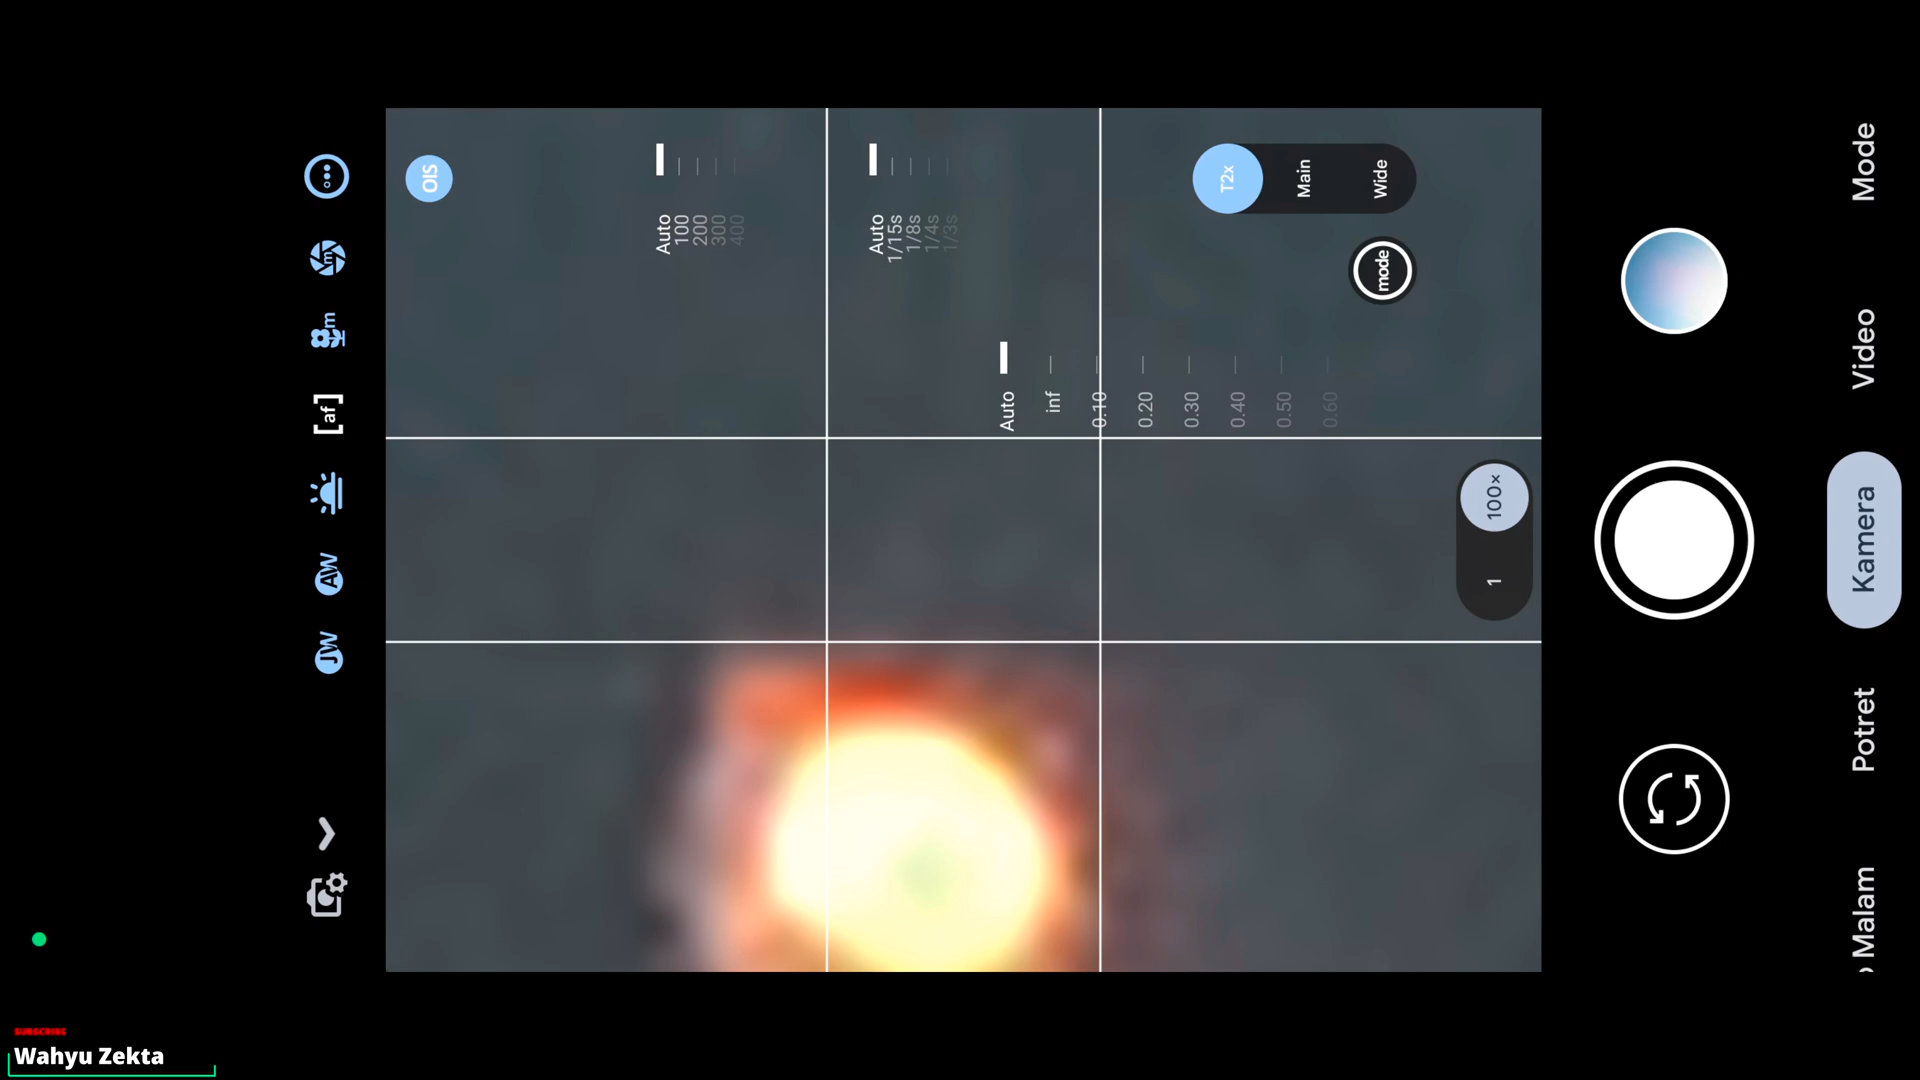 OIS
Auto
100
200
300
400
Auto
1/15s
1/8s
1/4s
1/3s
T2x
Main
Wide
mode
Auto
inf
0.10
0.20
0.30
0.40
0.50
0.60
m
m
[af]
AW
JW
100×
1
Mode
Video
Kamera
Potret
Malam
SUBSCRIBE
Wahyu Zekta